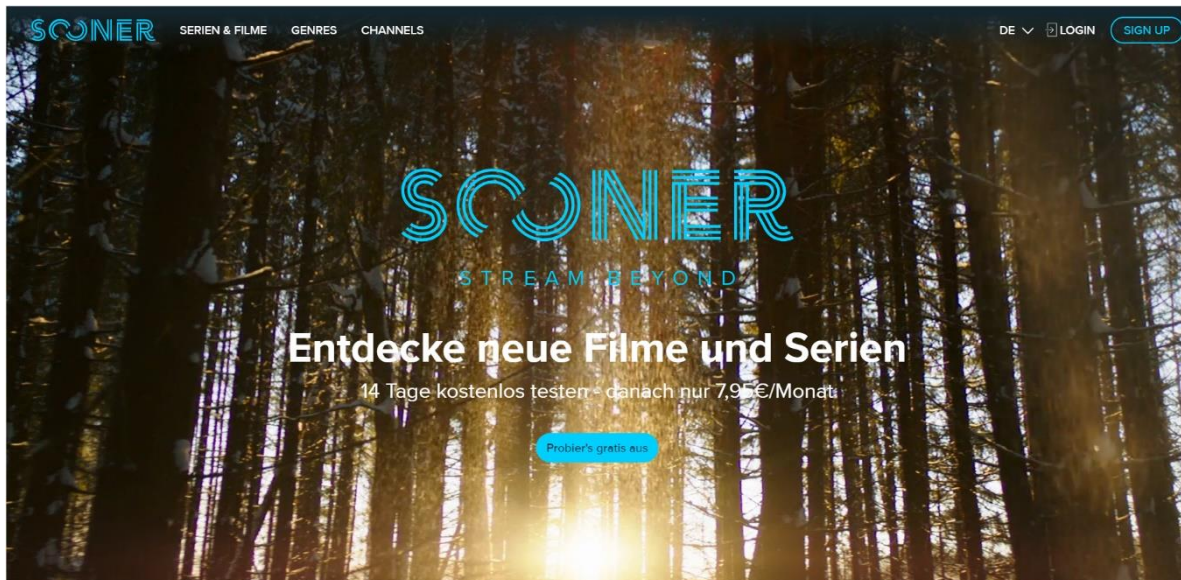 SOONER SERIEN & FILME GENRES CHANNELS DE LOGIN SIGN UP
SOONER
STREAM BEYOND
Entdecke neue Filme und Serien
14 Tage kostenlos testen - danach nur 7,95€/Monat
Probier's gratis aus